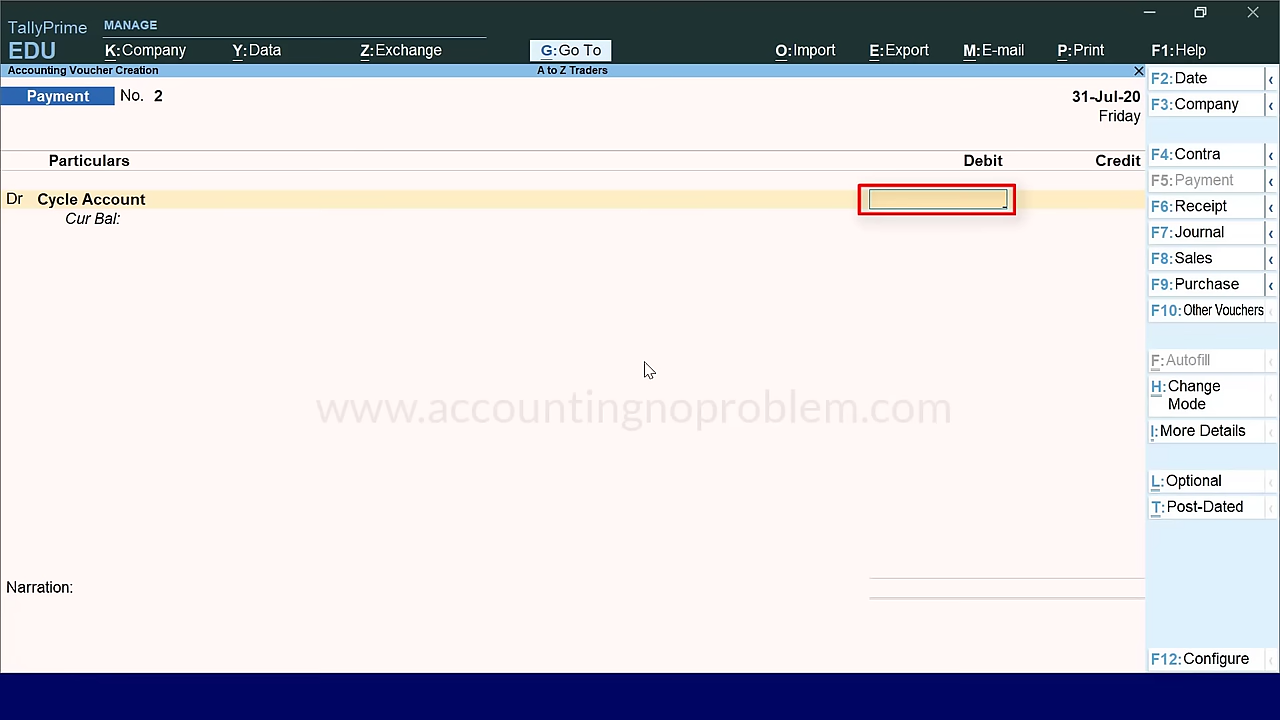 TallyPrime MANAGE
EDU K:Company Y:Data Z:Exchange G:Go To O:Import E:Export M:E-mail P:Print F1:Help
Accounting Voucher Creation A to Z Traders
Payment No. 2 31-Jul-20
Friday
Particulars Debit Credit
Dr Cycle Account
Cur Bal:
www.accountingnoproblem.com
Narration:
F2:Date
F3:Company
F4:Contra
F5:Payment
F6:Receipt
F7:Journal
F8:Sales
F9:Purchase
F10:Other Vouchers
F:Autofill
H:Change
Mode
I:More Details
L:Optional
T:Post-Dated
F12:Configure